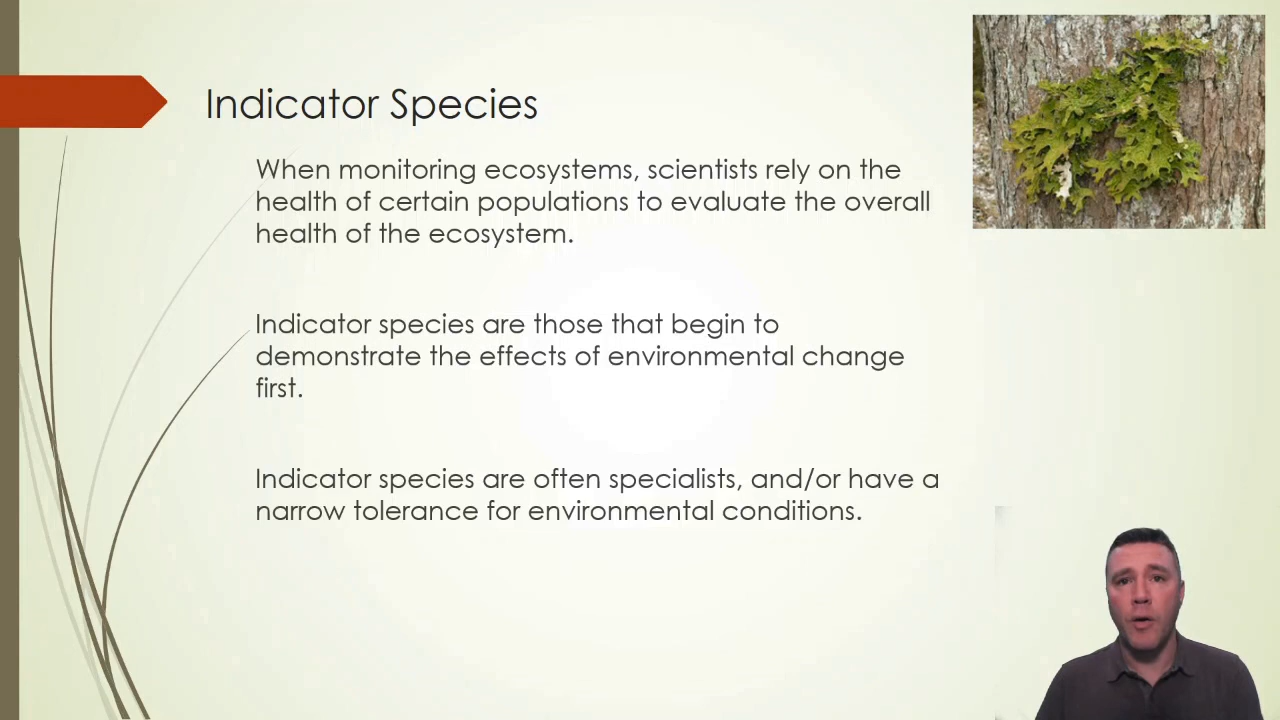 Indicator Species
When monitoring ecosystems, scientists rely on the
health of certain populations to evaluate the overall
health of the ecosystem.
Indicator species are those that begin to
demonstrate the effects of environmental change
first.
Indicator species are often specialists, and/or have a
narrow tolerance for environmental conditions.